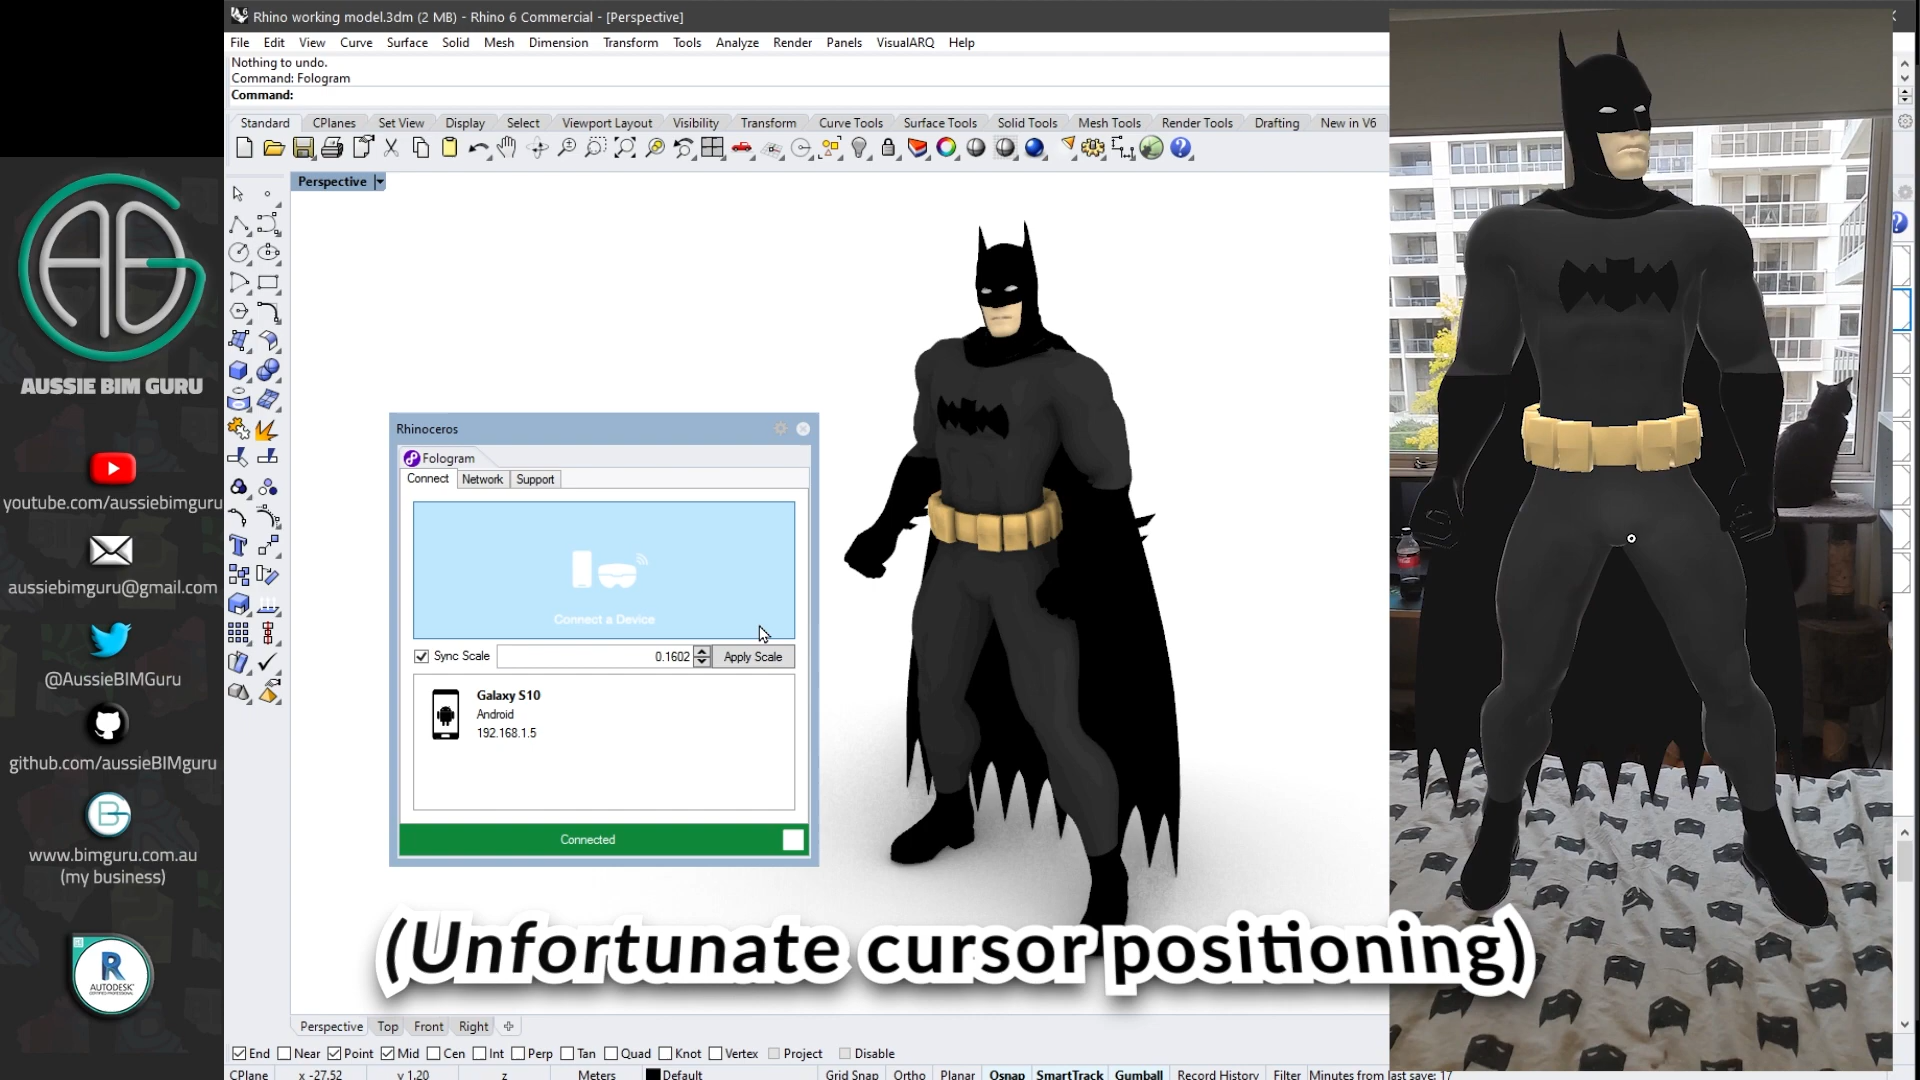 Rhino working model.3dm (2 MB) - Rhino 6 Commercial - [Perspective]
File Edit View Curve Surface Solid Mesh Dimension Transform Tools Analyze Render Panels VisualARQ Help
Nothing to undo.
Command: Fologram
Command:
Standard CPlanes Set View Display Select Viewport Layout Visibility Transform Curve Tools Surface Tools Solid Tools Mesh Tools Render Tools Drafting New in V6
Perspective
AUSSIE BIM GURU
youtube.com/aussiebimguru
aussiebimguru@gmail.com
@AussieBIMGuru
github.com/aussieBIMguru
www.bimguru.com.au
(my business)
R
AUTODESK
Rhinoceros
Fologram
Connect Network Support
Connect a Device
Sync Scale 0.1602 Apply Scale
Galaxy S10
Android
192.168.1.5
Connected
(Unfortunate cursor positioning)
Perspective Top Front Right
End Near Point Mid Cen Int Perp Tan Quad Knot Vertex Project Disable
CPlane x -27.52 y 1.20 z Meters Default Grid Snap Ortho Planar Osnap SmartTrack Gumball Record History Filter Minutes from last save: 17